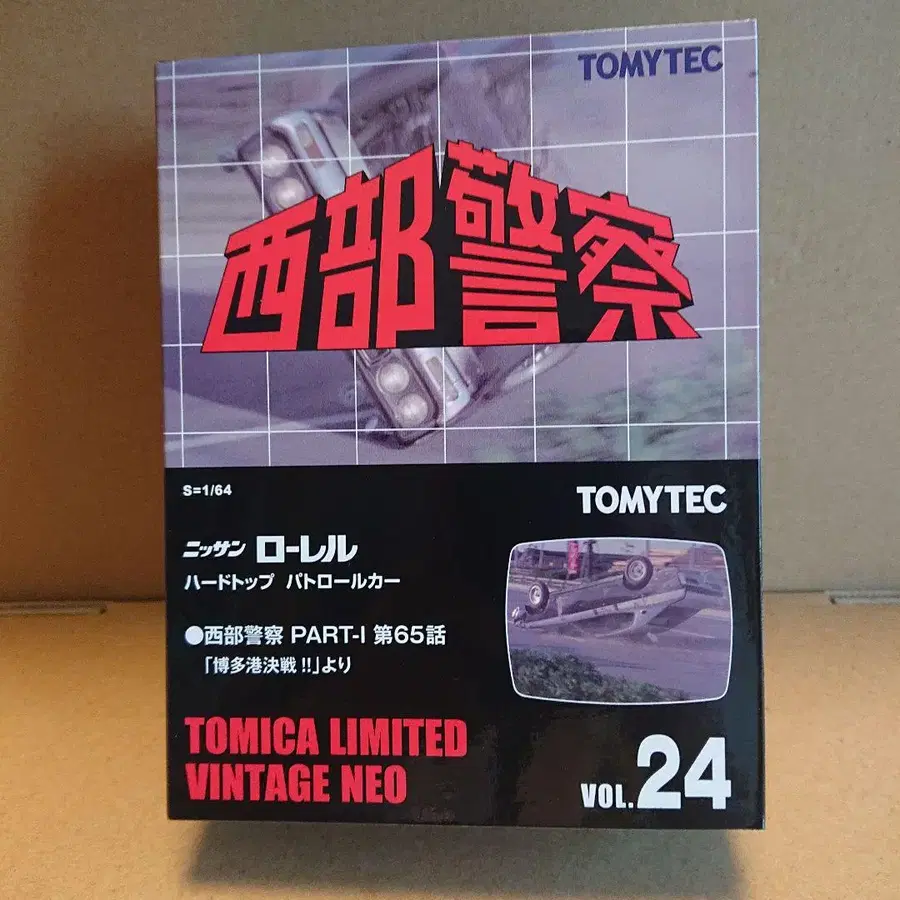 TOMYTEC
西部警察
S=1/64
TOMYTEC
ニッサン ローレル
ハードトップ パトロールカー
●西部警察 PART-I 第65話
「博多港決戦!!」より
TOMICA LIMITED
VINTAGE NEO
VOL.24